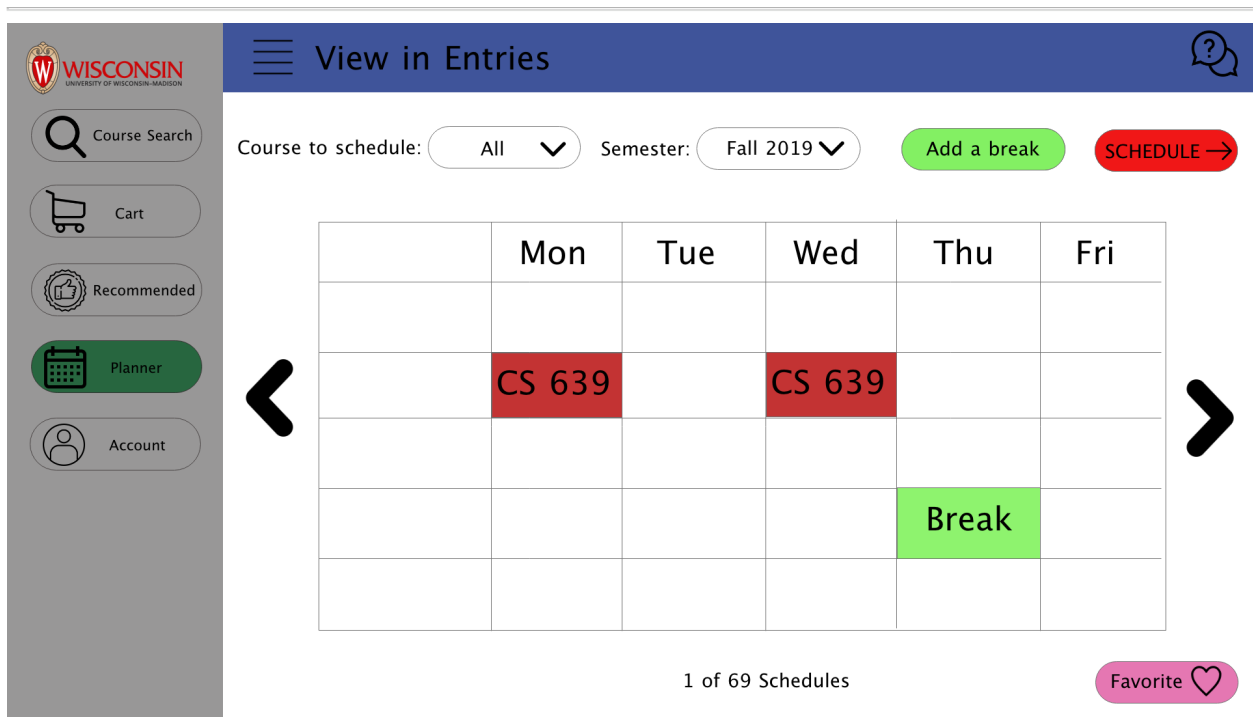 WISCONSIN
UNIVERSITY OF WISCONSIN–MADISON
W
View in Entries
?
Course Search
Cart
Recommended
Planner
Account
Course to schedule: All Semester: Fall 2019 Add a break SCHEDULE
Mon Tue Wed Thu Fri
CS 639 CS 639
Break
1 of 69 Schedules
Favorite